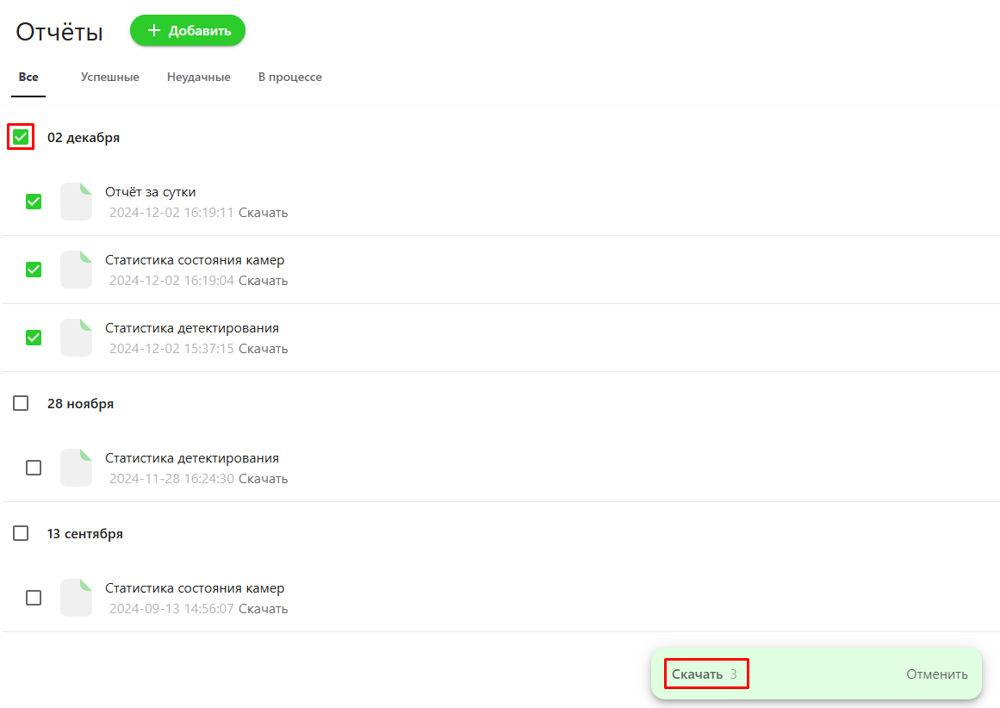 Отчёты
Добавить
Все Успешные Неудачные В процессе
02 декабря
Отчёт за сутки
2024-12-02 16:19:11 Скачать
Статистика состояния камер
2024-12-02 16:19:04 Скачать
Статистика детектирования
2024-12-02 15:37:15 Скачать
28 ноября
Статистика детектирования
2024-11-28 16:24:30 Скачать
13 сентября
Статистика состояния камер
2024-09-13 14:56:07 Скачать
Скачать 3 Отменить